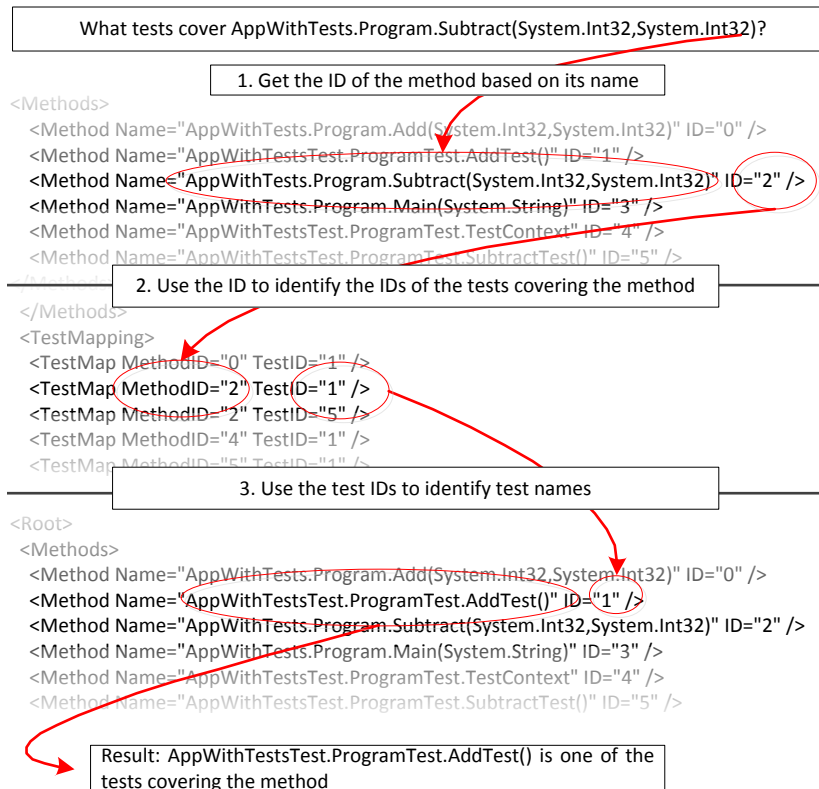 What tests cover AppWithTests.Program.Subtract(System.Int32,System.Int32)?
1. Get the ID of the method based on its name
<Methods>
<Method Name="AppWithTests.Program.Add(System.Int32,System.Int32)" ID="0" />
<Method Name="AppWithTestsTest.ProgramTest.AddTest()" ID="1" />
<Method Name="AppWithTests.Program.Subtract(System.Int32,System.Int32)" ID="2" />
<Method Name="AppWithTests.Program.Main(System.String)" ID="3" />
<Method Name="AppWithTestsTest.ProgramTest.TestContext" ID="4" />
<Method Name="AppWithTestsTest.ProgramTest.SubtractTest()" ID="5" />
</Methods>
2. Use the ID to identify the IDs of the tests covering the method
</Methods>
<TestMapping>
<TestMap MethodID="0" TestID="1" />
<TestMap MethodID="2" TestID="1" />
<TestMap MethodID="2" TestID="5" />
<TestMap MethodID="4" TestID="1" />
<TestMap MethodID="5" TestID="1" />
3. Use the test IDs to identify test names
<Root>
<Methods>
<Method Name="AppWithTests.Program.Add(System.Int32,System.Int32)" ID="0" />
<Method Name="AppWithTestsTest.ProgramTest.AddTest()" ID="1" />
<Method Name="AppWithTests.Program.Subtract(System.Int32,System.Int32)" ID="2" />
<Method Name="AppWithTests.Program.Main(System.String)" ID="3" />
<Method Name="AppWithTestsTest.ProgramTest.TestContext" ID="4" />
<Method Name="AppWithTestsTest.ProgramTest.SubtractTest()" ID="5" />
Result: AppWithTestsTest.ProgramTest.AddTest() is one of the
tests covering the method